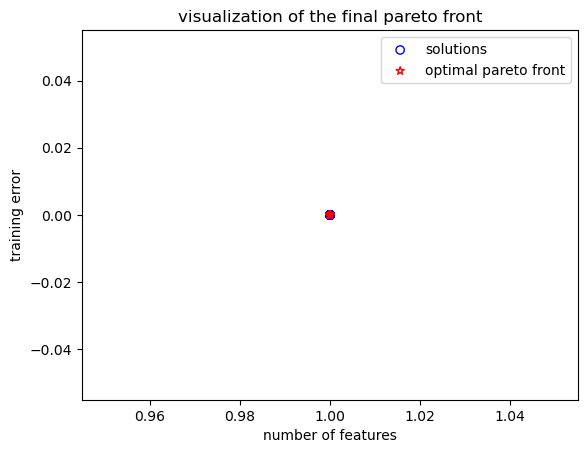 visualization of the final pareto front
solutions
optimal pareto front
training error
0.04
0.02
0.00
−0.02
−0.04
0.96
0.98
1.00
1.02
1.04
number of features